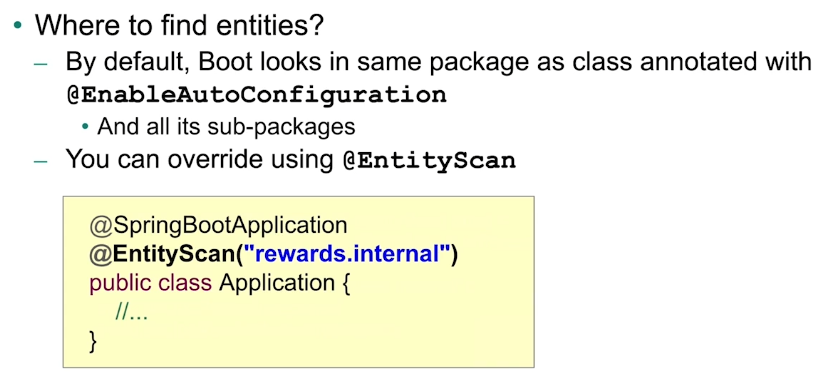 • Where to find entities?
– By default, Boot looks in same package as class annotated with
@EnableAutoConfiguration
• And all its sub-packages
– You can override using @EntityScan
@SpringBootApplication
@EntityScan("rewards.internal")
public class Application {
//...
}